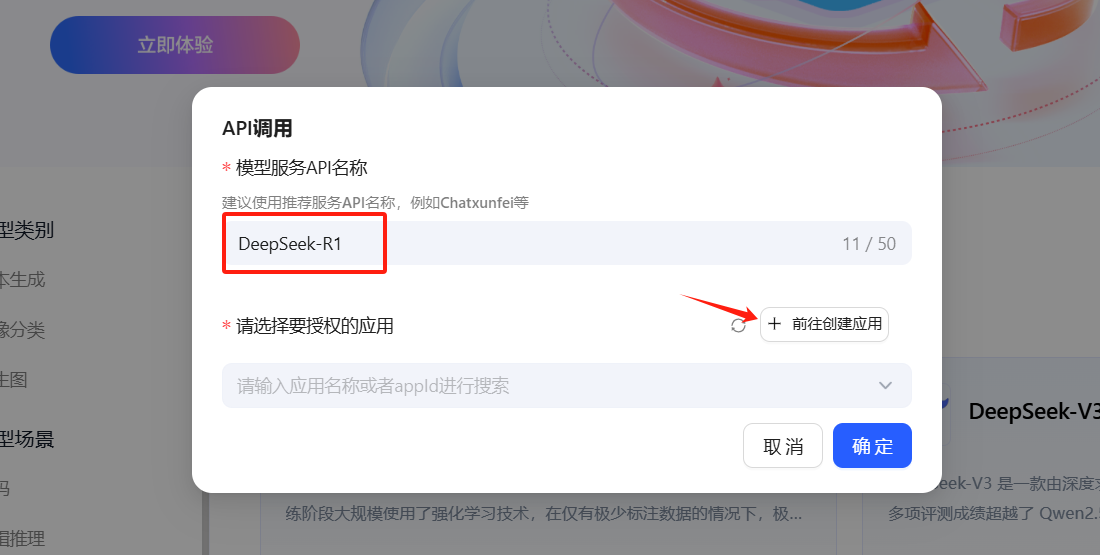 立即体验
API调用
* 模型服务API名称
建议使用推荐服务API名称，例如Chatxunfei等
DeepSeek-R1
11 / 50
* 请选择要授权的应用
前往创建应用
请输入应用名称或者appId进行搜索
取消
确定
型类别
本生成
像分类
生图
型场景
码
辑推理
DeepSeek-V3
eek-V3 是一款由深度求
多项评测成绩超越了 Qwen2.5
练阶段大规模使用了强化学习技术，在仅有极少标注数据的情况下，极...